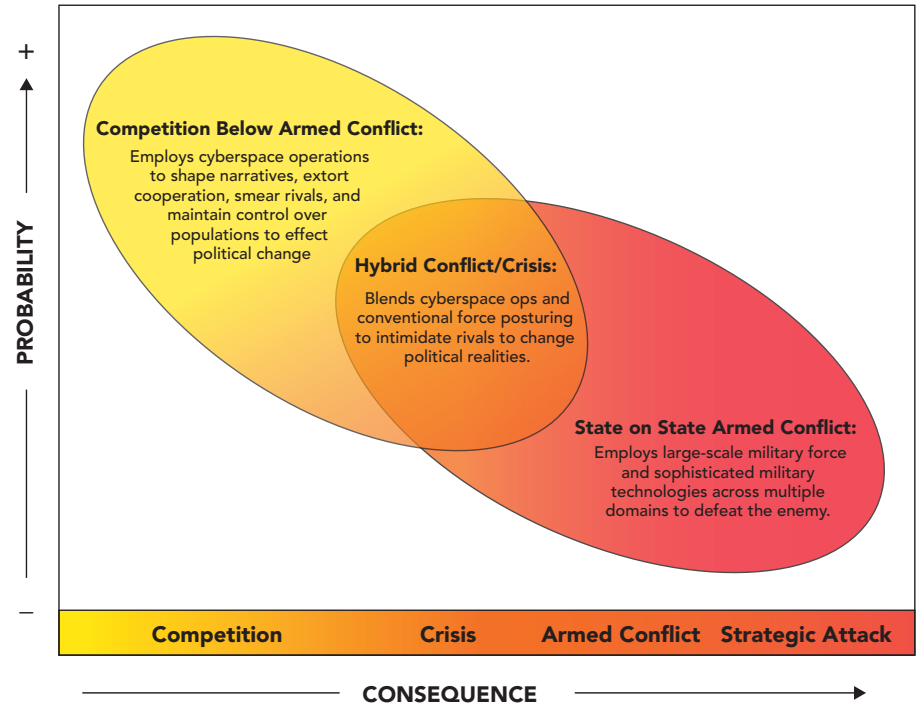 +
PROBABILITY
–
Competition Below Armed Conflict:
Employs cyberspace operations
to shape narratives, extort
cooperation, smear rivals, and
maintain control over
populations to effect
political change
Hybrid Conflict/Crisis:
Blends cyberspace ops and
conventional force posturing
to intimidate rivals to change
political realities.
State on State Armed Conflict:
Employs large-scale military force
and sophisticated military
technologies across multiple
domains to defeat the enemy.
Competition Crisis Armed Conflict Strategic Attack
CONSEQUENCE